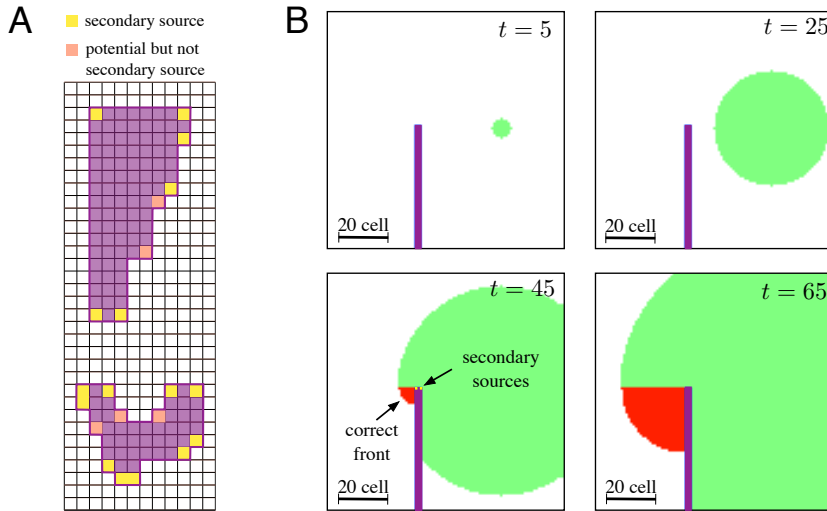 A
secondary source
potential but not
secondary source
B
t = 5
20 cell
t = 25
20 cell
t = 45
secondary
sources
correct
front
20 cell
t = 65
20 cell